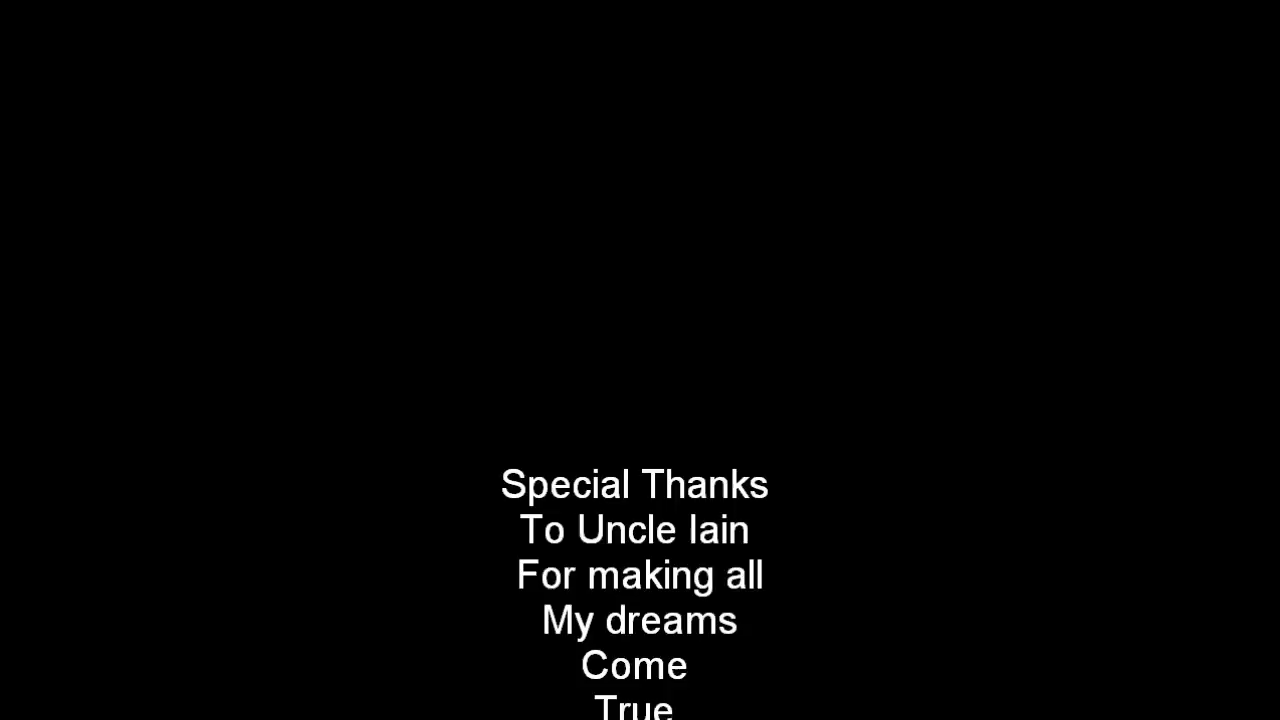 Special Thanks
To Uncle Iain
For making all
My dreams
Come
True